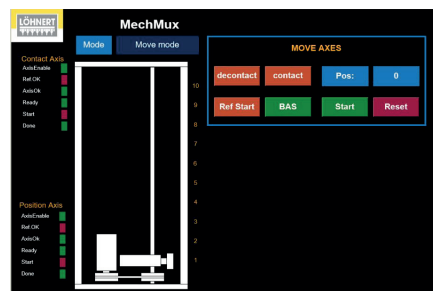 LÖHNERT
MechMux
Mode
Move mode
MOVE AXES
decontact
contact
Pos:
0
Ref Start
BAS
Start
Reset
Contact Axis
AxisEnable
Ref.OK
AxisOk
Ready
Start
Done
10
9
8
7
6
5
4
3
2
1
Position Axis
AxisEnable
Ref.OK
AxisOk
Ready
Start
Done